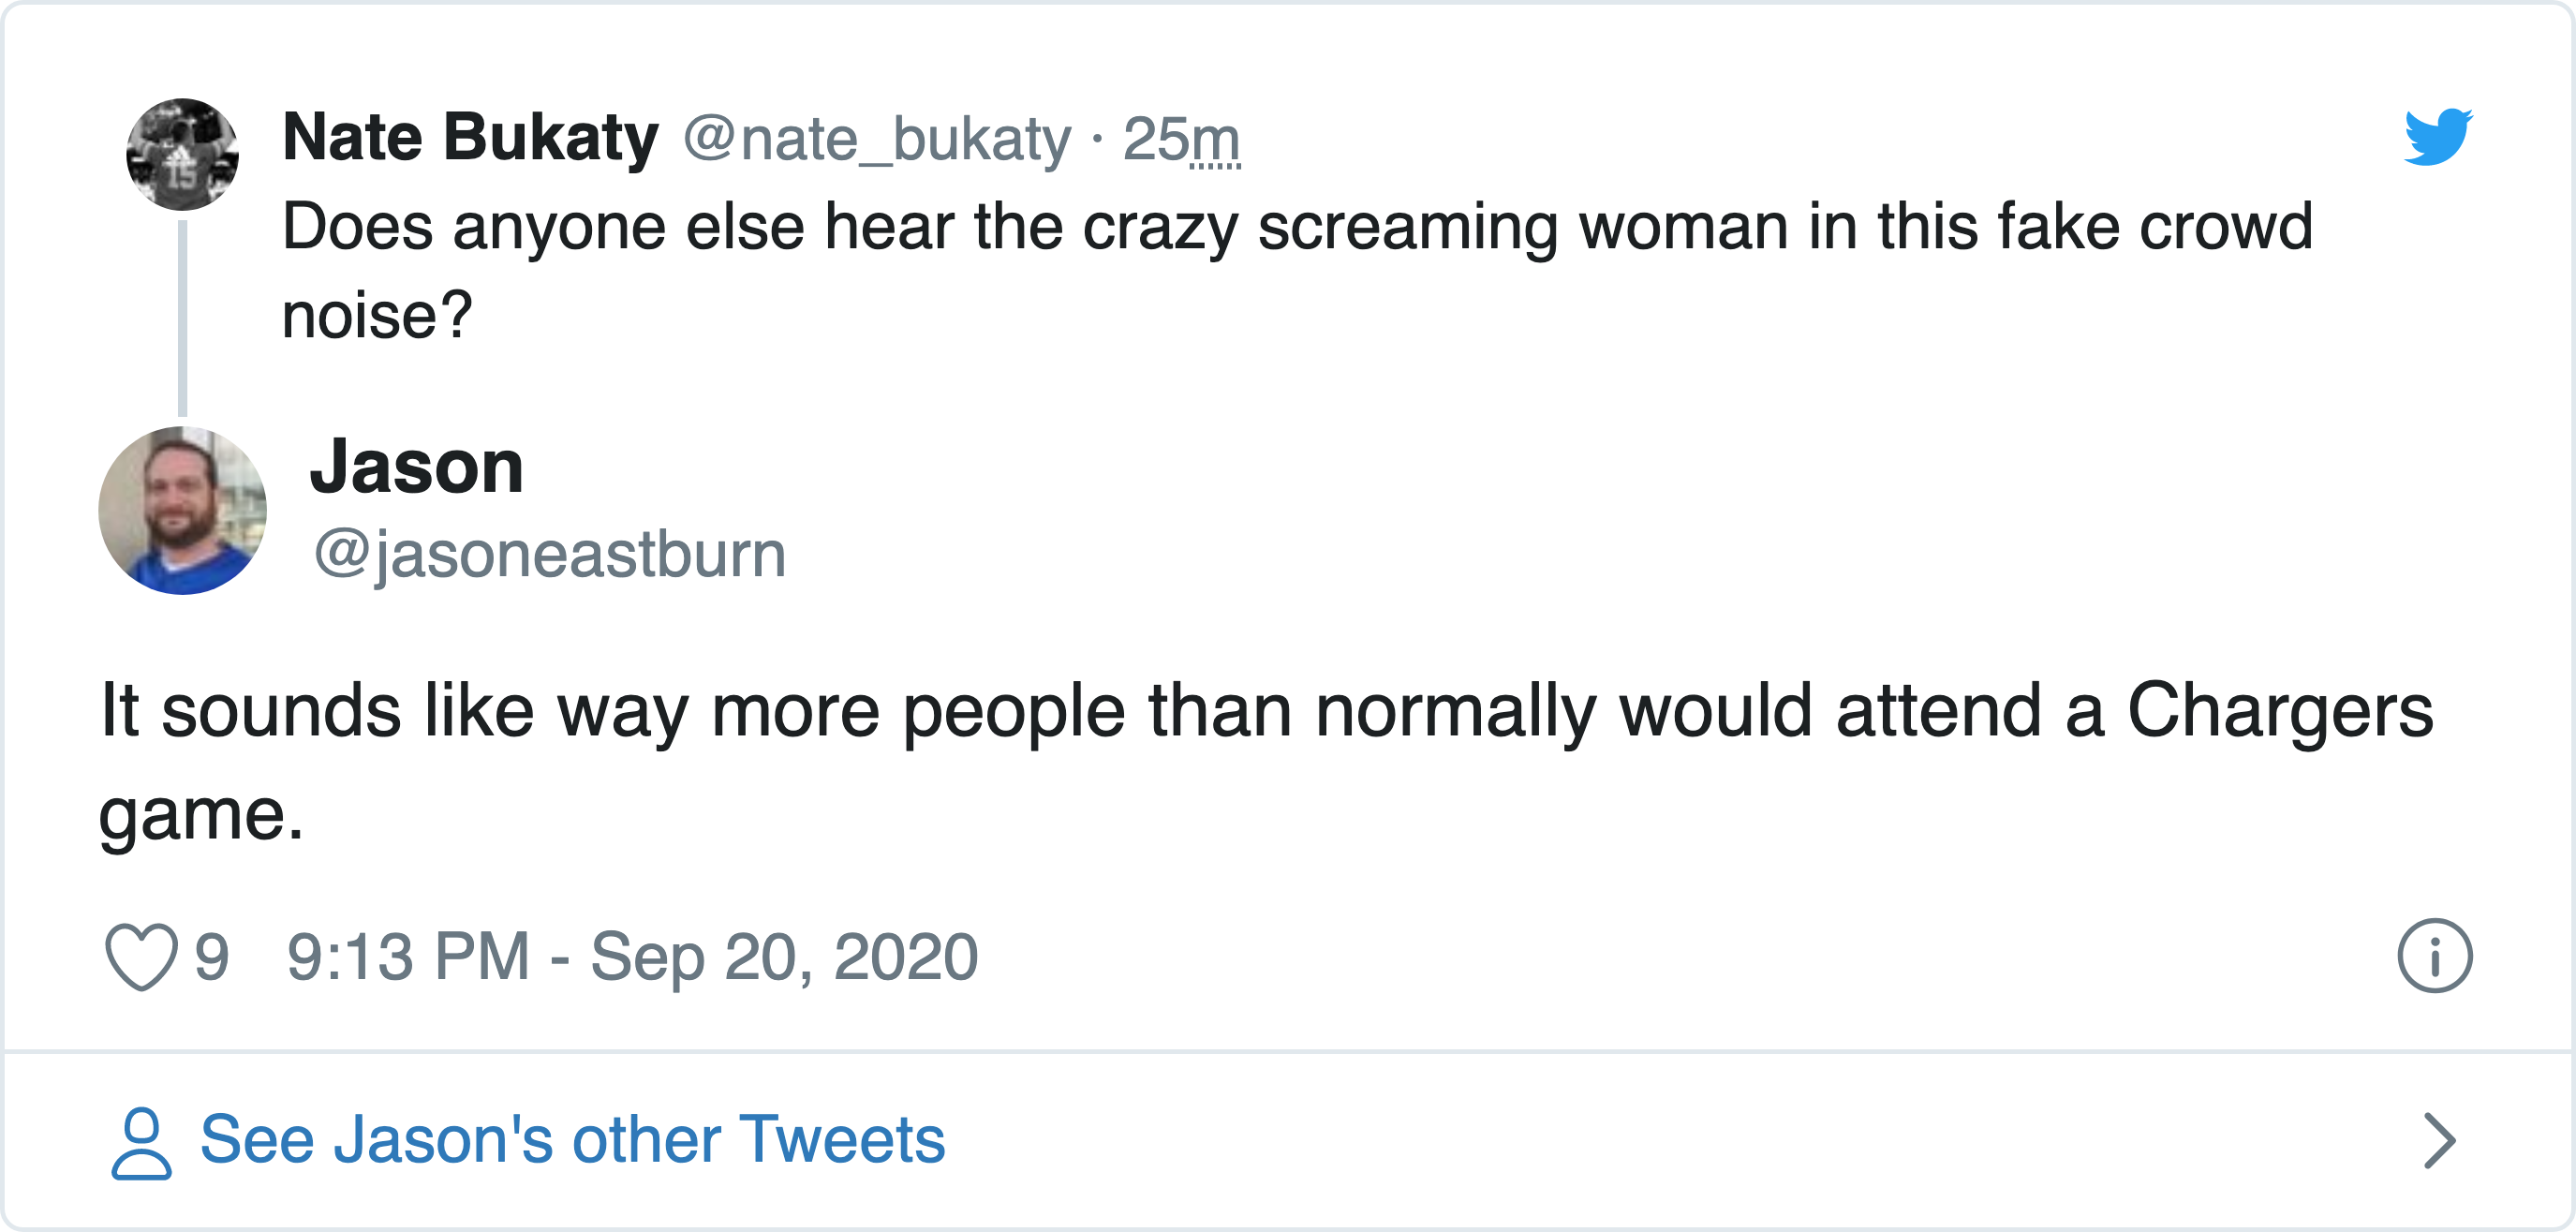 Nate Bukaty @nate_bukaty · 25m
Does anyone else hear the crazy screaming woman in this fake crowd
noise?
15
Jason
@jasoneastburn
It sounds like way more people than normally would attend a Chargers
game.
9 9:13 PM - Sep 20, 2020
See Jason's other Tweets